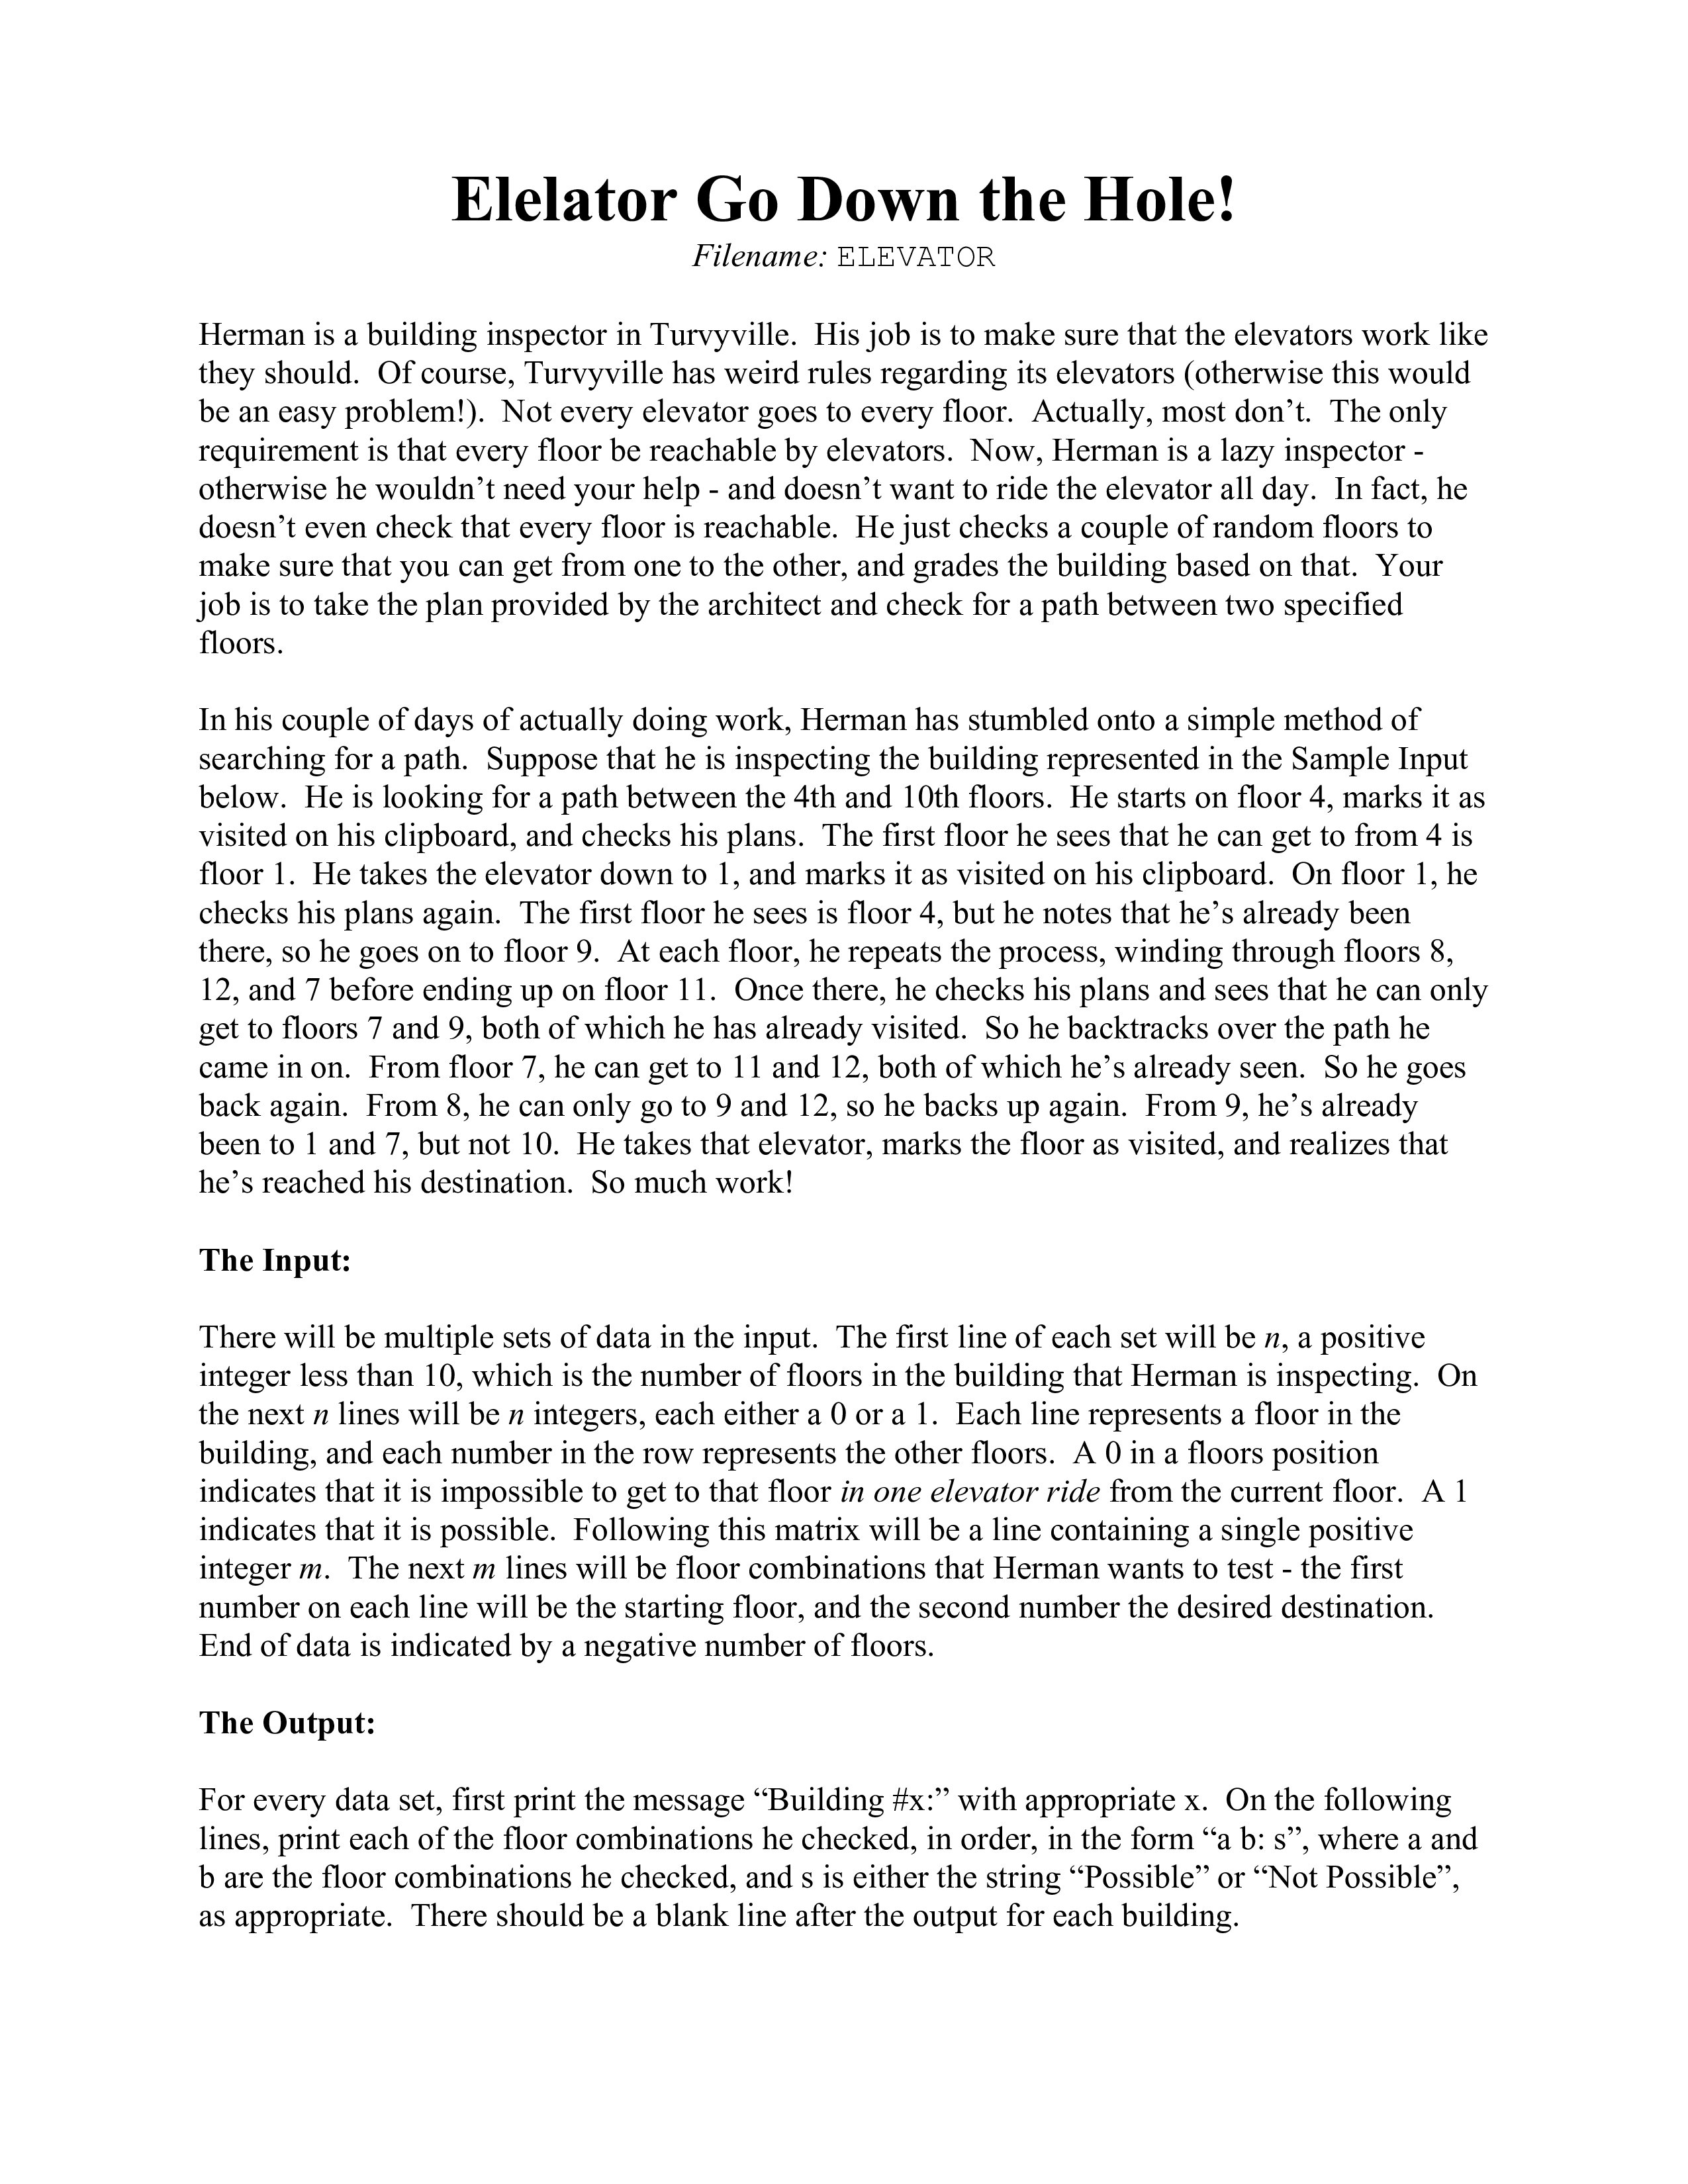 Elelator Go Down the Hole!
Filename: ELEVATOR
Herman is a building inspector in Turvyville.  His job is to make sure that the elevators work like
they should.  Of course, Turvyville has weird rules regarding its elevators (otherwise this would
be an easy problem!).  Not every elevator goes to every floor.  Actually, most don’t.  The only
requirement is that every floor be reachable by elevators.  Now, Herman is a lazy inspector -
otherwise he wouldn’t need your help - and doesn’t want to ride the elevator all day.  In fact, he
doesn’t even check that every floor is reachable.  He just checks a couple of random floors to
make sure that you can get from one to the other, and grades the building based on that.  Your
job is to take the plan provided by the architect and check for a path between two specified
floors.
In his couple of days of actually doing work, Herman has stumbled onto a simple method of
searching for a path.  Suppose that he is inspecting the building represented in the Sample Input
below.  He is looking for a path between the 4th and 10th floors.  He starts on floor 4, marks it as
visited on his clipboard, and checks his plans.  The first floor he sees that he can get to from 4 is
floor 1.  He takes the elevator down to 1, and marks it as visited on his clipboard.  On floor 1, he
checks his plans again.  The first floor he sees is floor 4, but he notes that he’s already been
there, so he goes on to floor 9.  At each floor, he repeats the process, winding through floors 8,
12, and 7 before ending up on floor 11.  Once there, he checks his plans and sees that he can only
get to floors 7 and 9, both of which he has already visited.  So he backtracks over the path he
came in on.  From floor 7, he can get to 11 and 12, both of which he’s already seen.  So he goes
back again.  From 8, he can only go to 9 and 12, so he backs up again.  From 9, he’s already
been to 1 and 7, but not 10.  He takes that elevator, marks the floor as visited, and realizes that
he’s reached his destination.  So much work!
The Input:
There will be multiple sets of data in the input.  The first line of each set will be n, a positive
integer less than 10, which is the number of floors in the building that Herman is inspecting.  On
the next n lines will be n integers, each either a 0 or a 1.  Each line represents a floor in the
building, and each number in the row represents the other floors.  A 0 in a floors position
indicates that it is impossible to get to that floor in one elevator ride from the current floor.  A 1
indicates that it is possible.  Following this matrix will be a line containing a single positive
integer m.  The next m lines will be floor combinations that Herman wants to test - the first
number on each line will be the starting floor, and the second number the desired destination.
End of data is indicated by a negative number of floors.
The Output:
For every data set, first print the message “Building #x:” with appropriate x.  On the following
lines, print each of the floor combinations he checked, in order, in the form “a b: s”, where a and
b are the floor combinations he checked, and s is either the string “Possible” or “Not Possible”,
as appropriate.  There should be a blank line after the output for each building.